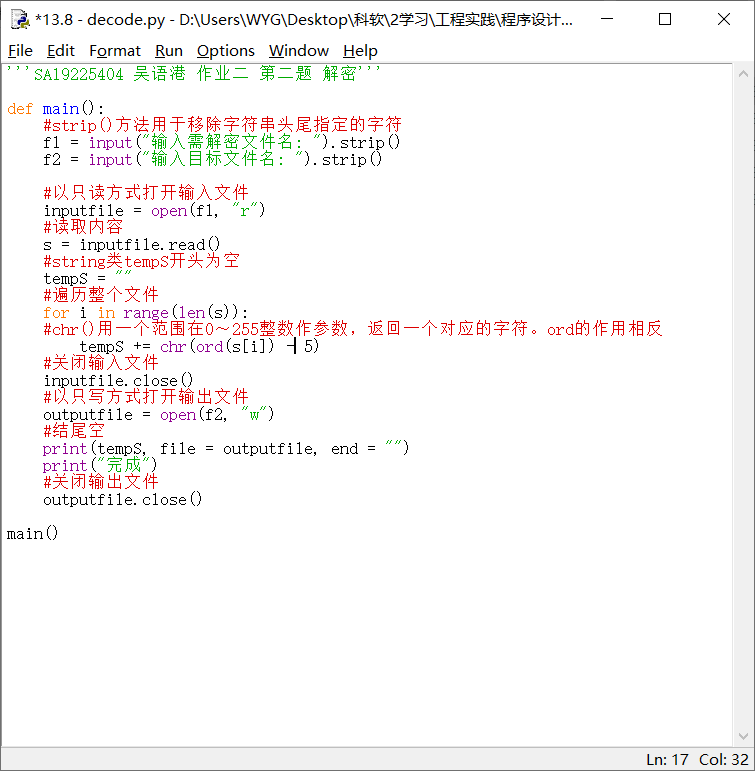 *13.8 - decode.py - D:\Users\WYG\Desktop\科软\2学习\工程实践\程序设计...
File Edit Format Run Options Window Help
'''SA19225404 吴语港 作业二 第二题 解密'''
def main():
    #strip()方法用于移除字符串头尾指定的字符
    f1 = input("输入需解密文件名: ").strip()
    f2 = input("输入目标文件名: ").strip()
    #以只读方式打开输入文件
    inputfile = open(f1, "r")
    #读取内容
    s = inputfile.read()
    #string类tempS开头为空
    tempS = ""
    #遍历整个文件
    for i in range(len(s)):
    #chr()用一个范围在0～255整数作参数，返回一个对应的字符。ord的作用相反
        tempS += chr(ord(s[i]) - 5)
    #关闭输入文件
    inputfile.close()
    #以只写方式打开输出文件
    outputfile = open(f2, "w")
    #结尾空
    print(tempS, file = outputfile, end = "")
    print("完成")
    #关闭输出文件
    outputfile.close()
main()
Ln: 17 Col: 32